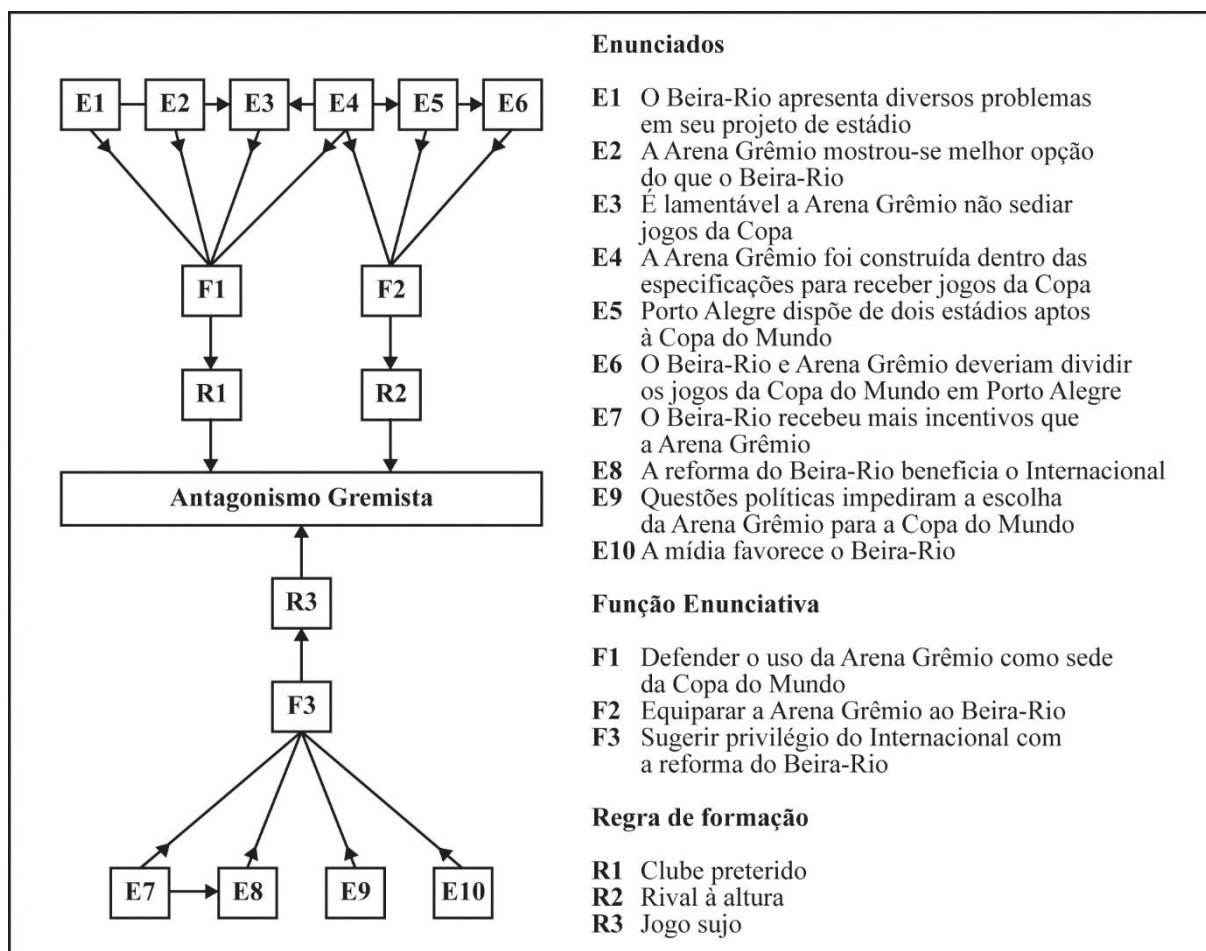 E1 E2 E3 E4 E5 E6
F1 F2
R1 R2
Antagonismo Gremista
R3
F3
E7 E8 E9 E10
Enunciados
E1 O Beira-Rio apresenta diversos problemas
em seu projeto de estádio
E2 A Arena Grêmio mostrou-se melhor opção
do que o Beira-Rio
E3 É lamentável a Arena Grêmio não sediar
jogos da Copa
E4 A Arena Grêmio foi construída dentro das
especificações para receber jogos da Copa
E5 Porto Alegre dispõe de dois estádios aptos
à Copa do Mundo
E6 O Beira-Rio e Arena Grêmio deveriam dividir
os jogos da Copa do Mundo em Porto Alegre
E7 O Beira-Rio recebeu mais incentivos que
a Arena Grêmio
E8 A reforma do Beira-Rio beneficia o Internacional
E9 Questões políticas impediram a escolha
da Arena Grêmio para a Copa do Mundo
E10 A mídia favorece o Beira-Rio
Função Enunciativa
F1 Defender o uso da Arena Grêmio como sede
da Copa do Mundo
F2 Equiparar a Arena Grêmio ao Beira-Rio
F3 Sugerir privilégio do Internacional com
a reforma do Beira-Rio
Regra de formação
R1 Clube preterido
R2 Rival à altura
R3 Jogo sujo